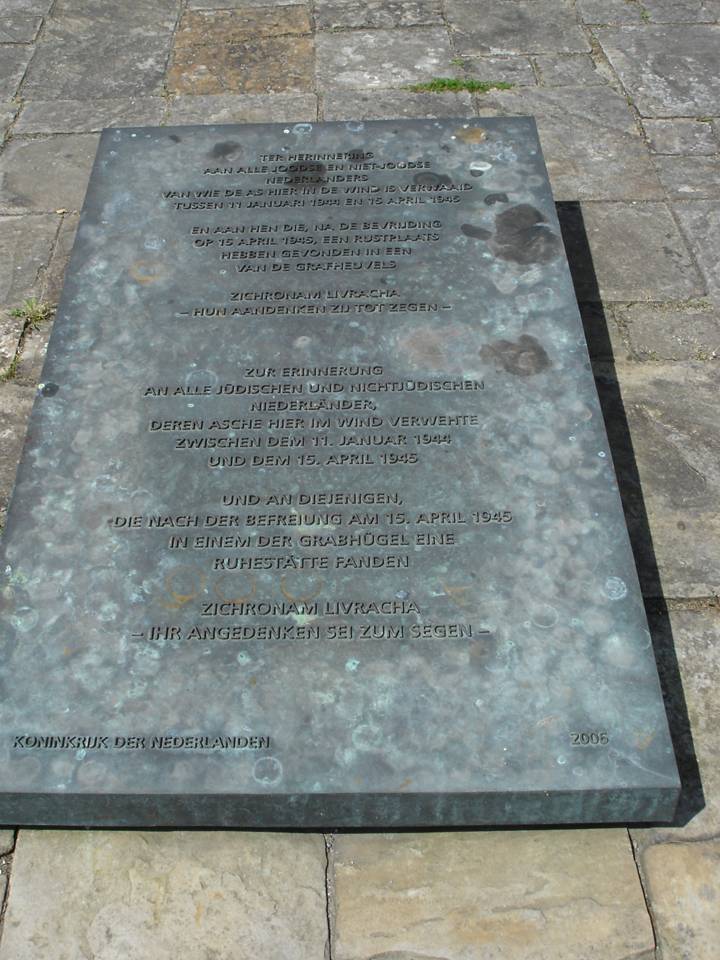 TER HERINNERING
AAN ALLE JOODSE EN NIET-JOODSE
NEDERLANDERS
VAN WIE DE AS HIER IN DE WIND IS VERWAAID
TUSSEN 11 JANUARI 1944 EN 15 APRIL 1945
EN AAN HEN DIE, NA DE BEVRIJDING
OP 15 APRIL 1945, EEN RUSTPLAATS
HEBBEN GEVONDEN IN EEN
VAN DE GRAFHEUVELS
ZICHRONAM LIVRACHA
– HUN AANDENKEN ZIJ TOT ZEGEN –
ZUR ERINNERUNG
AN ALLE JÜDISCHEN UND NICHTJÜDISCHEN
NIEDERLÄNDER,
DEREN ASCHE HIER IM WIND VERWEHTE
ZWISCHEN DEM 11. JANUAR 1944
UND DEM 15. APRIL 1945
UND AN DIEJENIGEN,
DIE NACH DER BEFREIUNG AM 15. APRIL 1945
IN EINEM DER GRABHÜGEL EINE
RUHESTÄTTE FANDEN
ZICHRONAM LIVRACHA
– IHR ANGEDENKEN SEI ZUM SEGEN –
KONINKRIJK DER NEDERLANDEN
2006